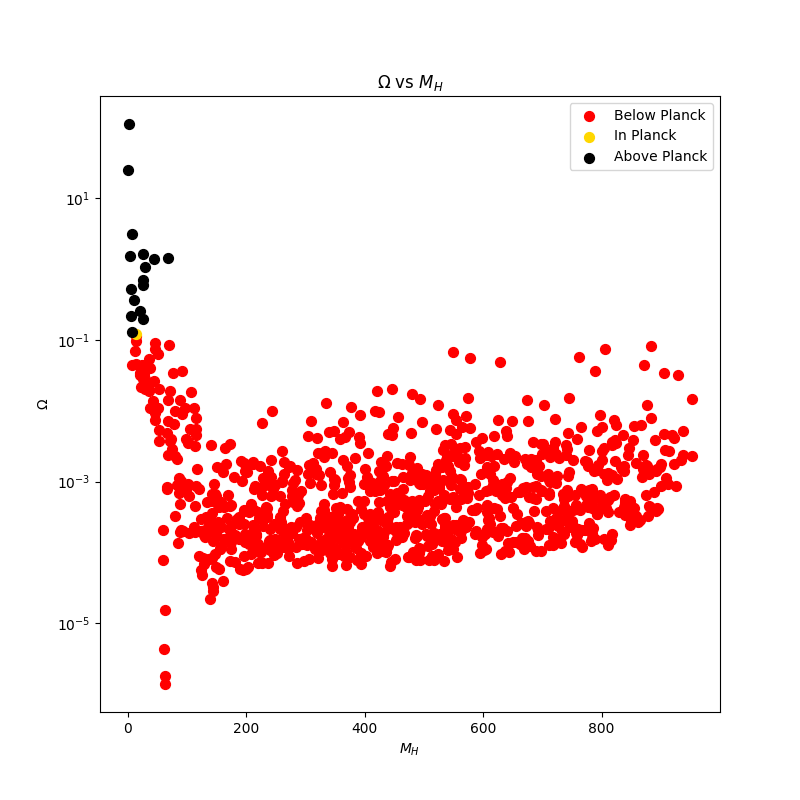 Ω vs M_H
Below Planck
In Planck
Above Planck
10^1
10^-1
10^-3
10^-5
Ω
0 200 400 600 800
M_H